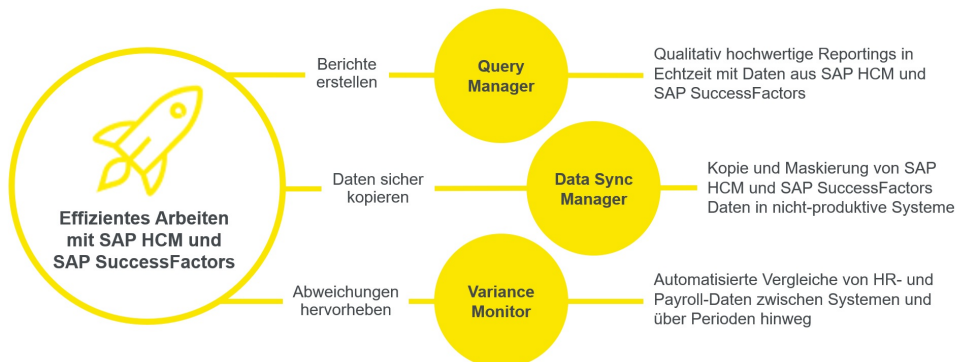 Effizientes Arbeiten
mit SAP HCM und
SAP SuccessFactors
Berichte
erstellen
Query
Manager
Qualitativ hochwertige Reportings in
Echtzeit mit Daten aus SAP HCM und
SAP SuccessFactors
Daten sicher
kopieren
Data Sync
Manager
Kopie und Maskierung von SAP
HCM und SAP SuccessFactors
Daten in nicht-produktive Systeme
Abweichungen
hervorheben
Variance
Monitor
Automatisierte Vergleiche von HR- und
Payroll-Daten zwischen Systemen und
über Perioden hinweg